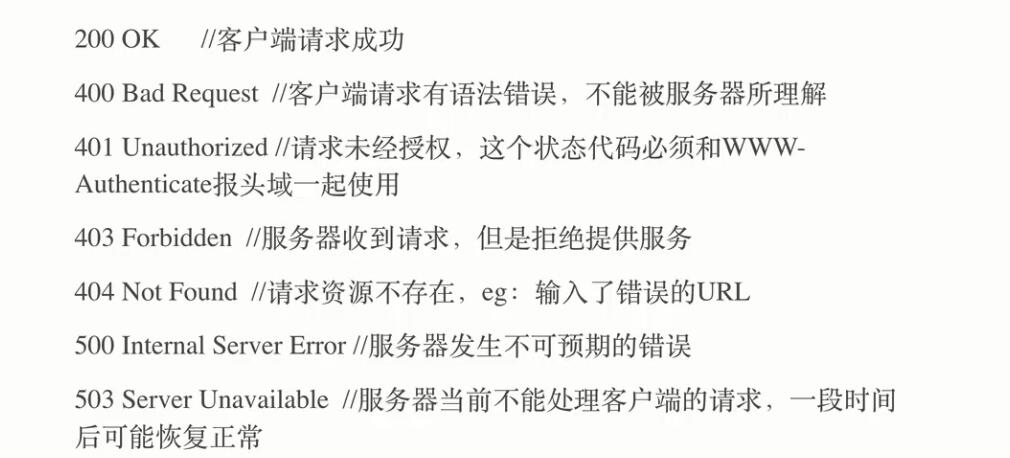 200 OK //客户端请求成功
400 Bad Request //客户端请求有语法错误，不能被服务器所理解
401 Unauthorized //请求未经授权，这个状态代码必须和WWW-
Authenticate报头域一起使用
403 Forbidden //服务器收到请求，但是拒绝提供服务
404 Not Found //请求资源不存在，eg：输入了错误的URL
500 Internal Server Error //服务器发生不可预期的错误
503 Server Unavailable //服务器当前不能处理客户端的请求，一段时间
后可能恢复正常